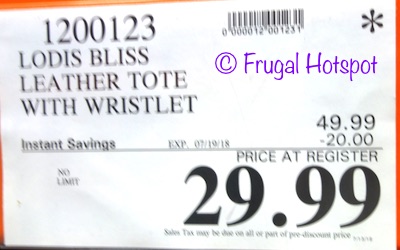 1200123
0000012001231
LODIS BLISS
LEATHER TOTE
WITH WRISTLET
© Frugal Hotspot
*
49.99
Instant Savings EXP. 07/19/18 -20.00
PRICE AT REGISTER
NO
LIMIT
29.99
Sales Tax may be due on all or part of pre-discount price